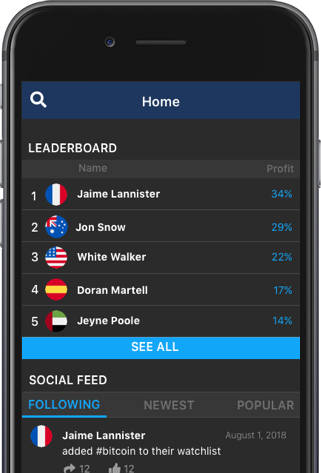 Home
LEADERBOARD
Name Profit
1 Jaime Lannister 34%
2 Jon Snow 29%
3 White Walker 22%
4 Doran Martell 17%
5 Jeyne Poole 14%
SEE ALL
SOCIAL FEED
FOLLOWING NEWEST POPULAR
Jaime Lannister August 1, 2018
added #bitcoin to their watchlist
12 12